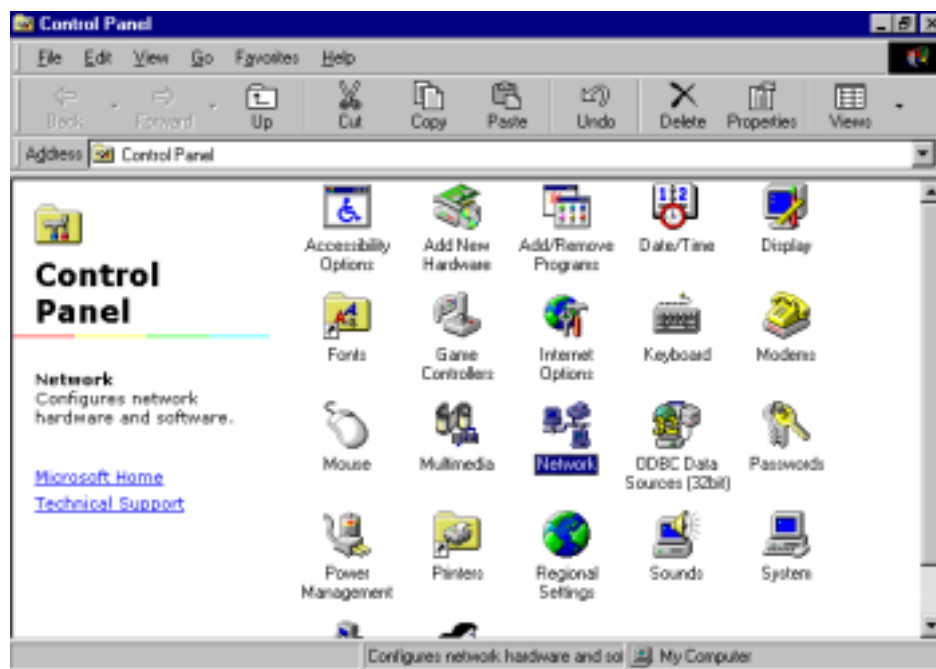 Control Panel
File Edit View Go Favorites Help
Back Forward Up Cut Copy Paste Undo Delete Properties Views
Address Control Panel
Control
Panel
Network
Configures network
hardware and software.
Microsoft Home
Technical Support
Accessibility Options
Add New Hardware
Add/Remove Programs
Date/Time
Display
Fonts
Game Controllers
Internet Options
Keyboard
Modems
Mouse
Multimedia
Network
ODBC Data Sources (32bit)
Passwords
Power Management
Printers
Regional Settings
Sounds
System
Configures network hardware and sof My Computer